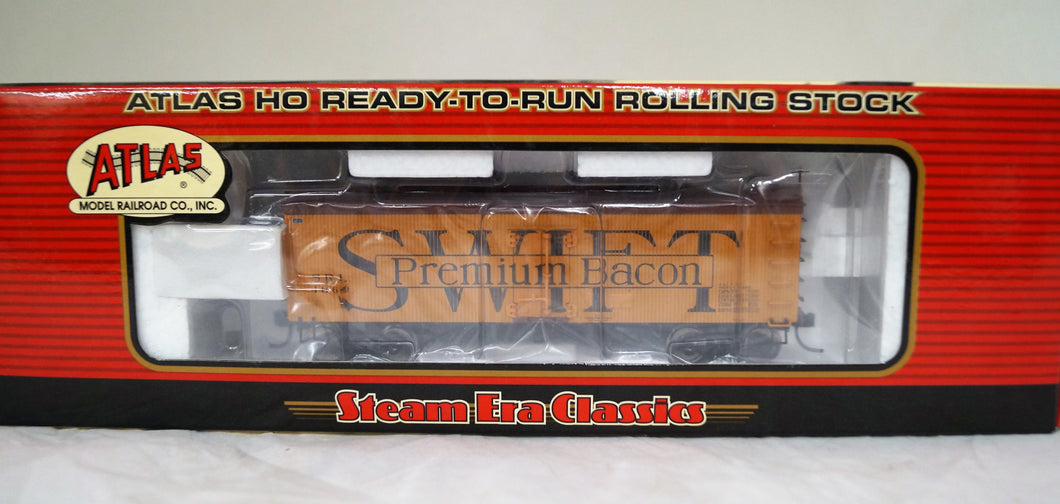 ATLAS HO READY-TO-RUN ROLLING STOCK
ATLAS
®
MODEL RAILROAD CO., INC.
SWIFT
Premium Bacon
Steam Era Classics